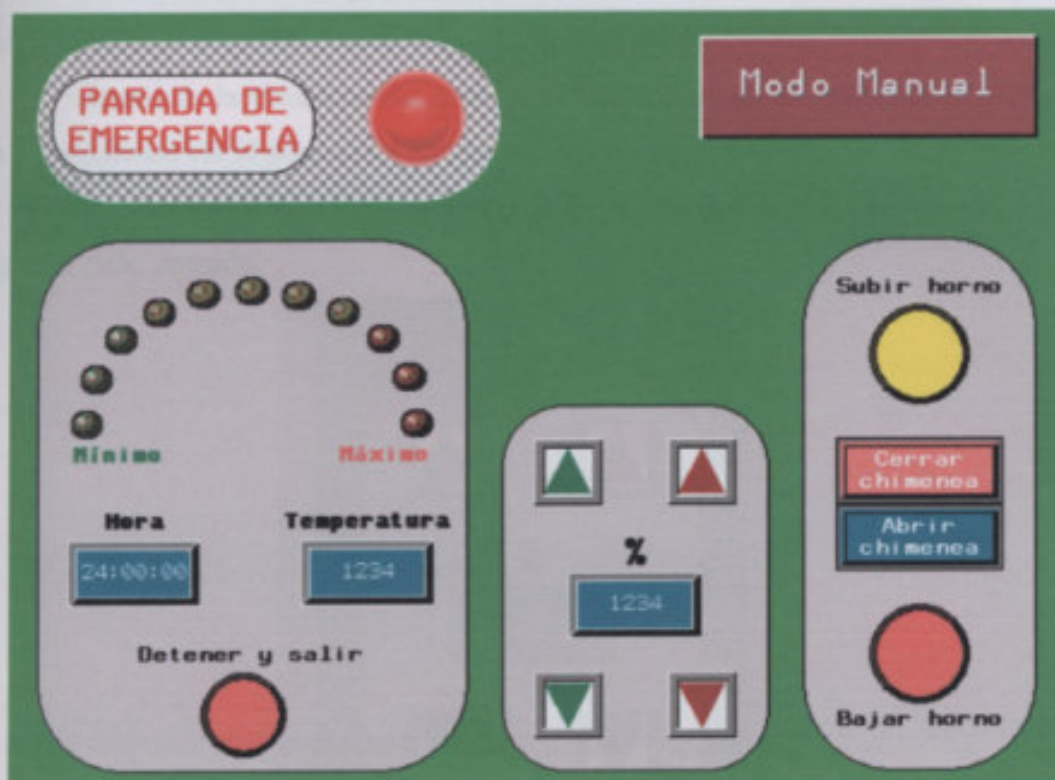 PARADA DE
EMERGENCIA
Modo Manual
Mínimo
Máximo
Hora
Temperatura
24:00:00
1234
Detener y salir
%
1234
Subir horno
Cerrar
chimenea
Abrir
chimenea
Bajar horno